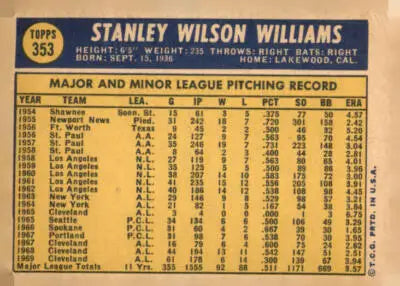 TOPPS
353
STANLEY WILSON WILLIAMS
HEIGHT: 6'5" WEIGHT: 235 THROWS: RIGHT BATS: RIGHT
BORN: SEPT. 15, 1936 HOME: LAKEWOOD, CAL.
MAJOR AND MINOR LEAGUE PITCHING RECORD
YEAR TEAM LEA. G IP W L PCT SO BB ERA
1954 Shawnee Soon. St. 15 61 3 5 .375 77 50 4.57
1955 Newport News Pied. 31 242 18 7 .720 301 158 2.42
1956 Ft. Worth Texas 9 45 2 2 .500 46 32 5.20
1956 St. Paul A.A. 24 127 9 7 .563 95 70 4.54
1957 St. Paul A.A. 35 246 19 7 .731 223 148 3.04
1958 St. Paul A.A. 8 64 2 3 .400 44 28 2.81
1958 Los Angeles N.L. 27 119 9 7 .563 80 65 4.01
1959 Los Angeles N.L. 35 125 5 5 .500 89 86 3.96
1960 Los Angeles N.L. 38 207 14 10 .583 175 72 3.00
1961 Los Angeles N.L. 41 235 15 12 .556 205 108 3.91
1962 Los Angeles N.L. 40 186 14 12 .538 108 98 4.45
1963 New York A.L. 29 146 9 8 .529 98 57 3.21
1964 New York A.L. 21 82 1 5 .167 54 38 3.84
1965 Cleveland A.L. 3 4 0 0 .000 1 3 6.75
1965 Seattle P.C.L. 34 134 6 6 .500 106 49 3.29
1966 Spokane P.C.L. 31 60 4 2 .667 39 30 1.65
1967 Portland P.C.L. 31 98 7 6 .538 70 30 3.95
1967 Cleveland A.L. 16 79 6 4 .600 75 24 2.62
1968 Cleveland A.L. 44 194 13 11 .542 147 51 2.51
1969 Cleveland A.L. 61 178 6 14 .300 139 67 3.94
Major League Totals 11 Yrs. 355 1555 92 88 .511 1171 669 3.57
© T.C.G. PRTD. IN U.S.A.